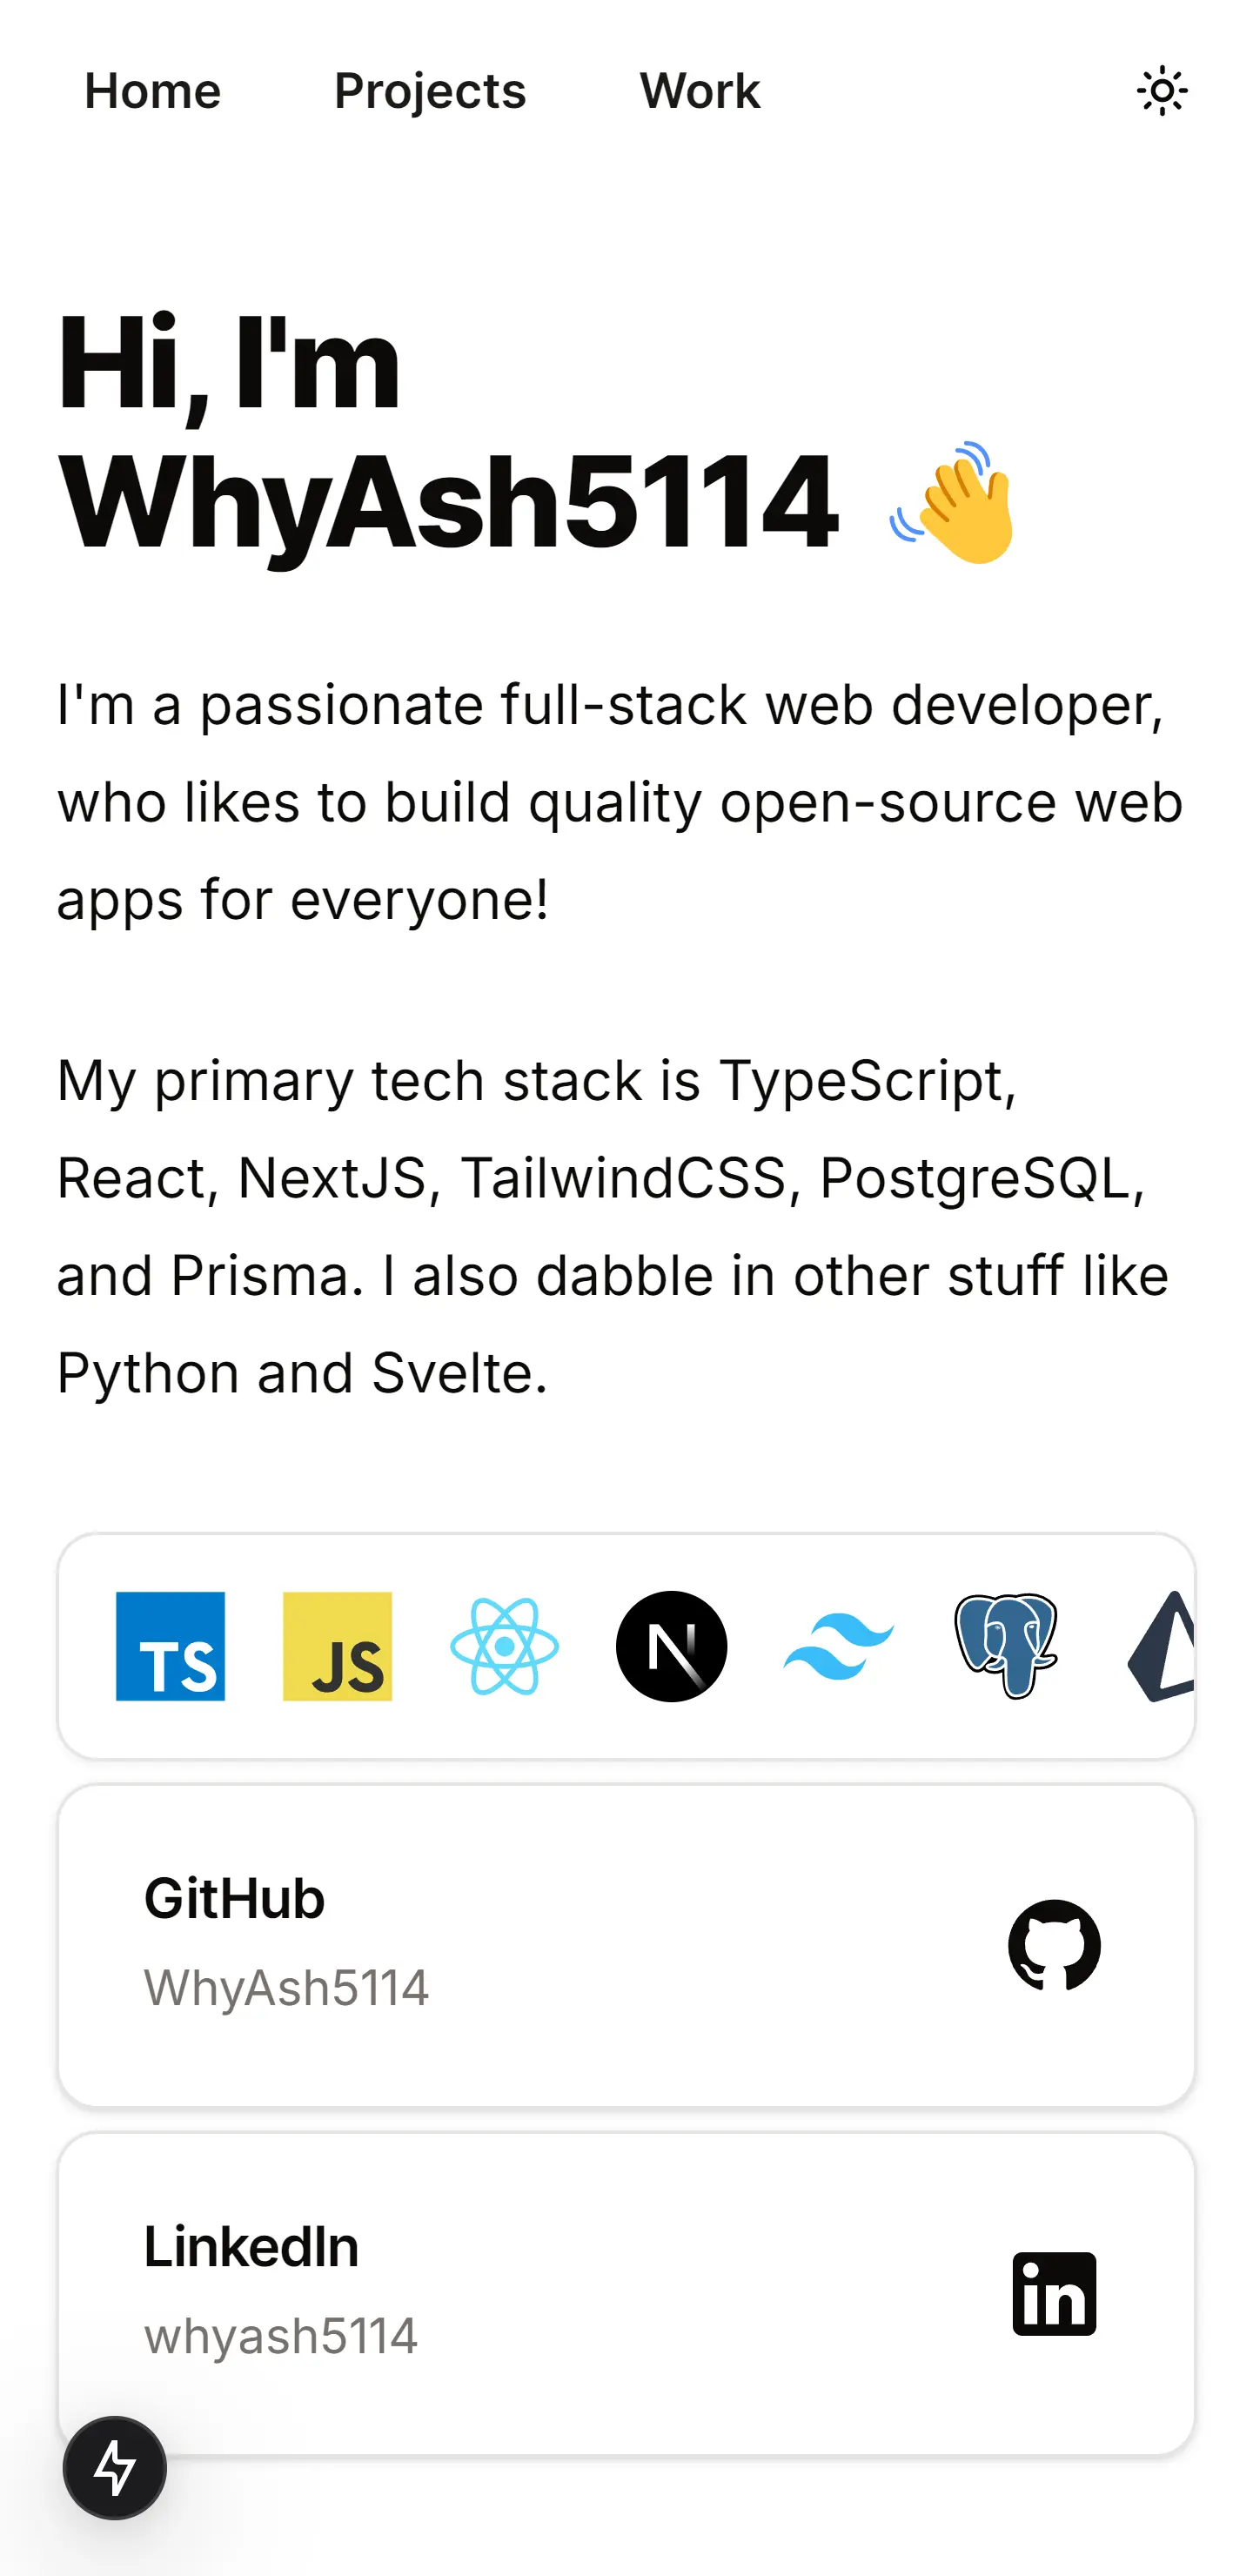 Home Projects Work
Hi, I'm
WhyAsh5114
I'm a passionate full-stack web developer,
who likes to build quality open-source web
apps for everyone!
My primary tech stack is TypeScript,
React, NextJS, TailwindCSS, PostgreSQL,
and Prisma. I also dabble in other stuff like
Python and Svelte.
TS JS N
GitHub
WhyAsh5114
LinkedIn
whyash5114
in